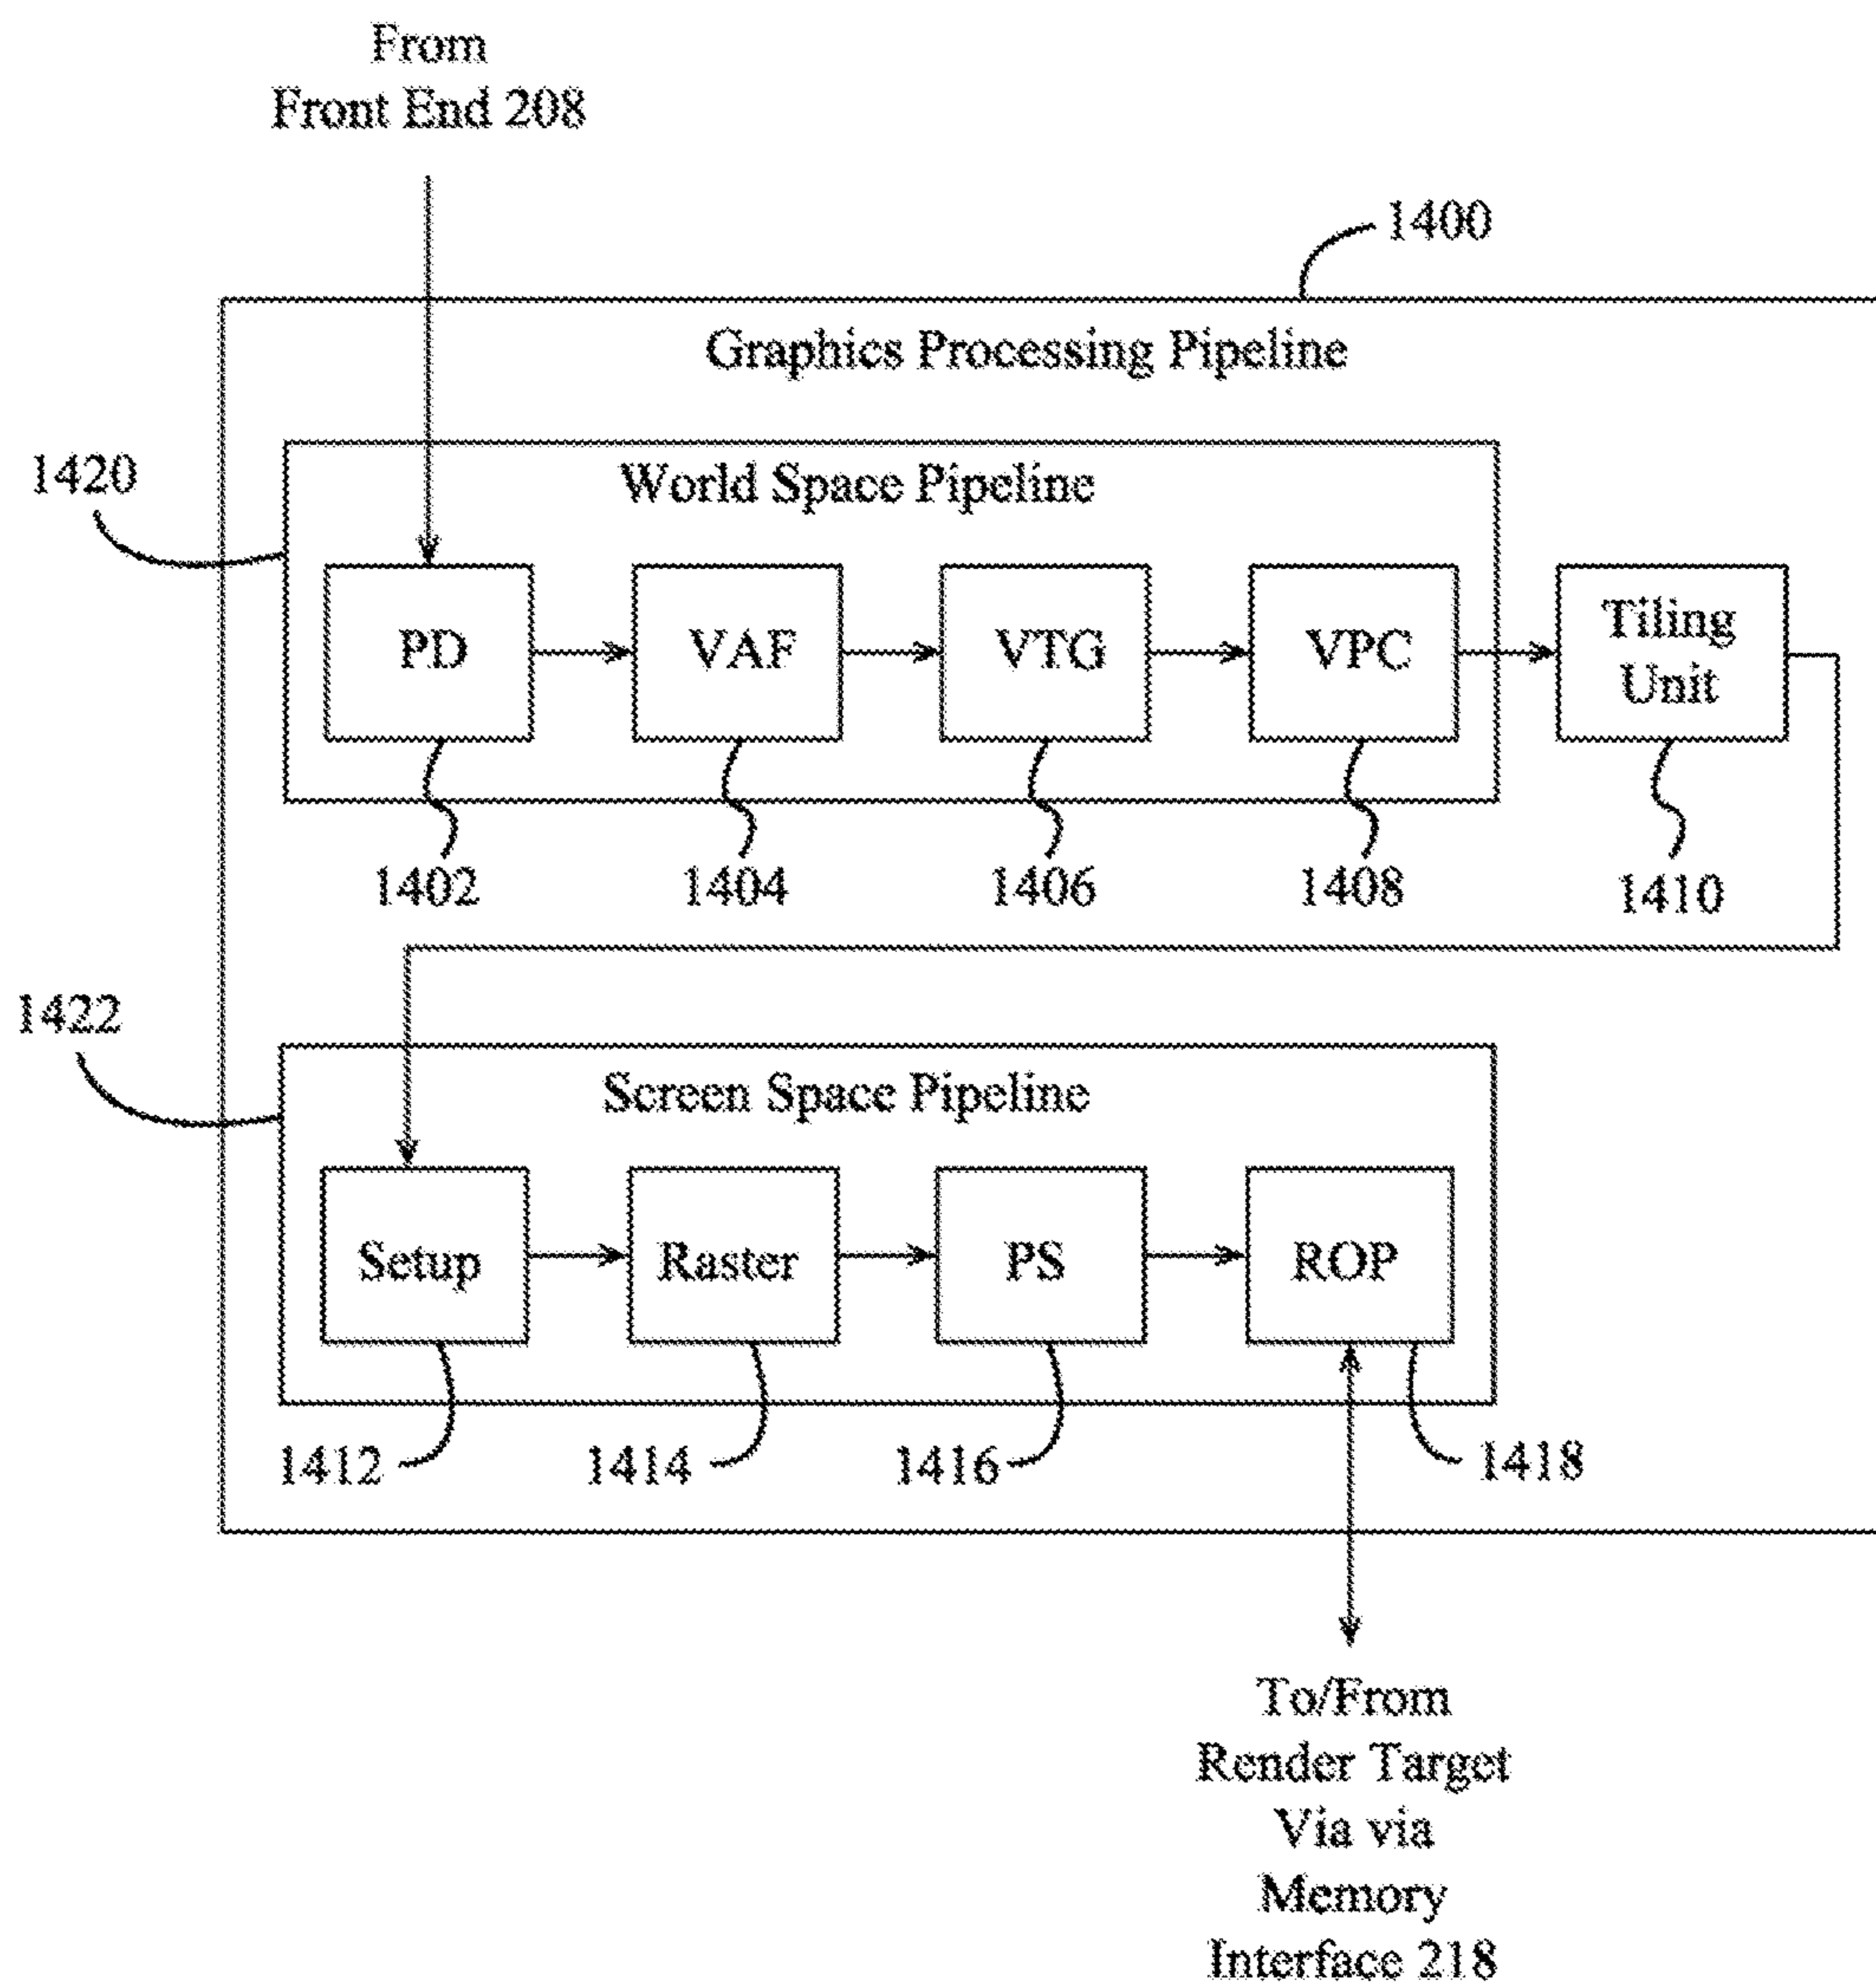 From
Front End 208
1400
Graphics Processing Pipeline
1420
World Space Pipeline
PD
VAF
VTG
VPC
Tiling
Unit
1402
1404
1406
1408
1410
1422
Screen Space Pipeline
Setup
Raster
PS
ROP
1412
1414
1416
1418
To/From
Render Target
Via via
Memory
Interface 218